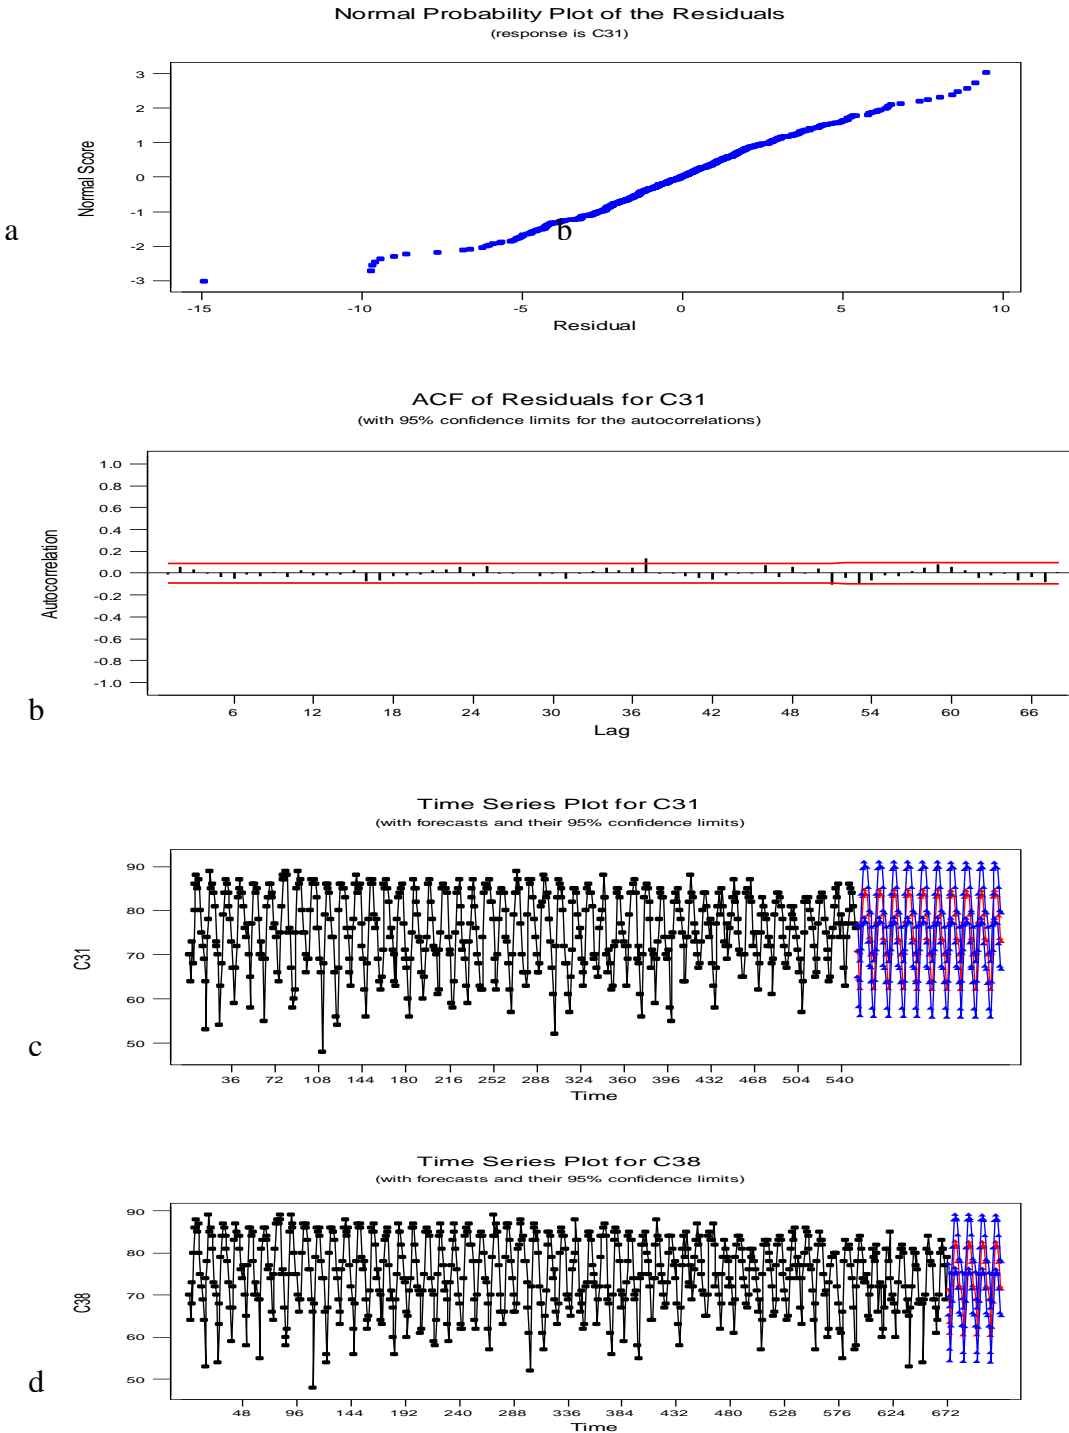 Normal Probability Plot of the Residuals
(response is C31)
3
2
1
0
-1
-2
-3
Normal Score
a
b
-15 -10 -5 0 5 10
Residual
ACF of Residuals for C31
(with 95% confidence limits for the autocorrelations)
1.0
0.8
0.6
0.4
0.2
0.0
-0.2
-0.4
-0.6
-0.8
-1.0
Autocorrelation
b
6 12 18 24 30 36 42 48 54 60 66
Lag
Time Series Plot for C31
(with forecasts and their 95% confidence limits)
90
80
70
60
50
C31
c
36 72 108 144 180 216 252 288 324 360 396 432 468 504 540
Time
Time Series Plot for C38
(with forecasts and their 95% confidence limits)
90
80
70
60
50
C38
d
48 96 144 192 240 288 336 384 432 480 528 576 624 672
Time